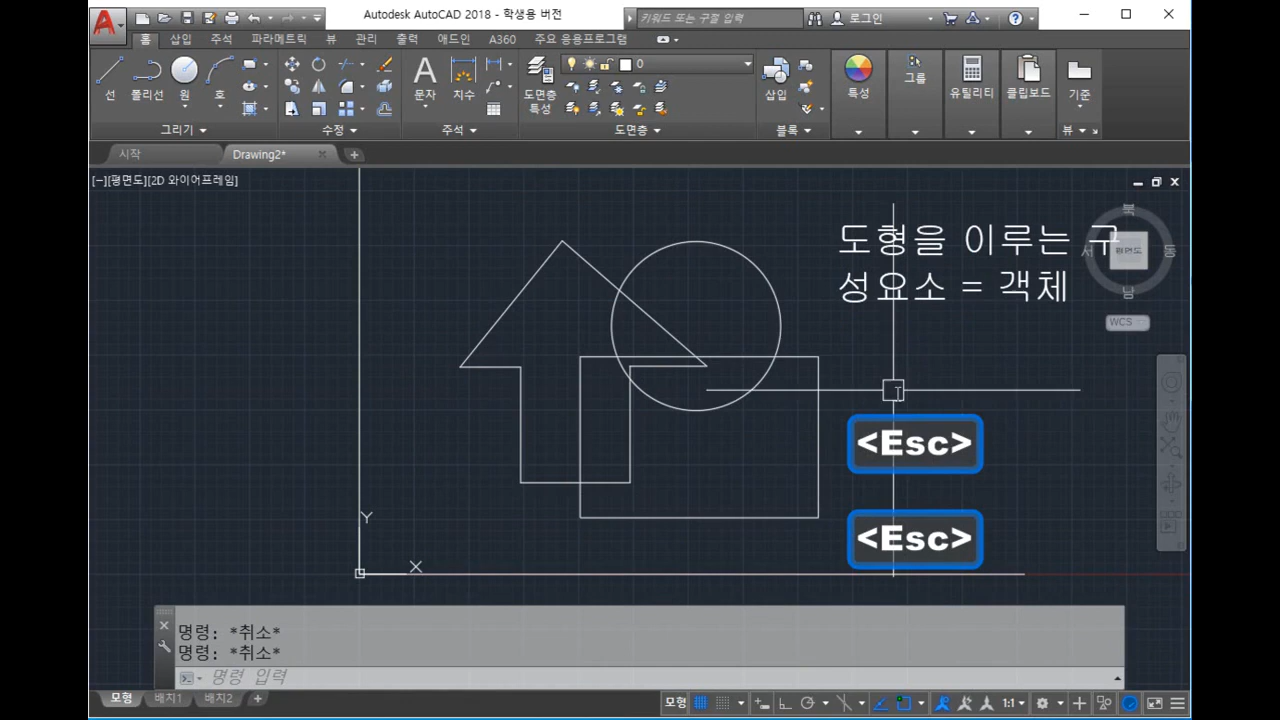 Autodesk AutoCAD 2018 - 학생용 버전
키워드 또는 구절 입력
로그인
홈 삽입 주석 파라메트릭 뷰 관리 출력 애드인 A360 주요 응용프로그램
선 폴리선 원 호
문자 치수
도면층 특성
0
삽입
특성
그룹
유틸리티
클립보드
기준
그리기 수정 주석 도면층 블록 뷰
시작 Drawing2*
[−][평면도][2D 와이어프레임]
도형을 이루는 구
성요소 = 객체
북
서 평면도 동
남
WCS
<Esc>
<Esc>
Y
X
명령: *취소*
명령: *취소*
명령 입력
모형 배치1 배치2
모형 1:1